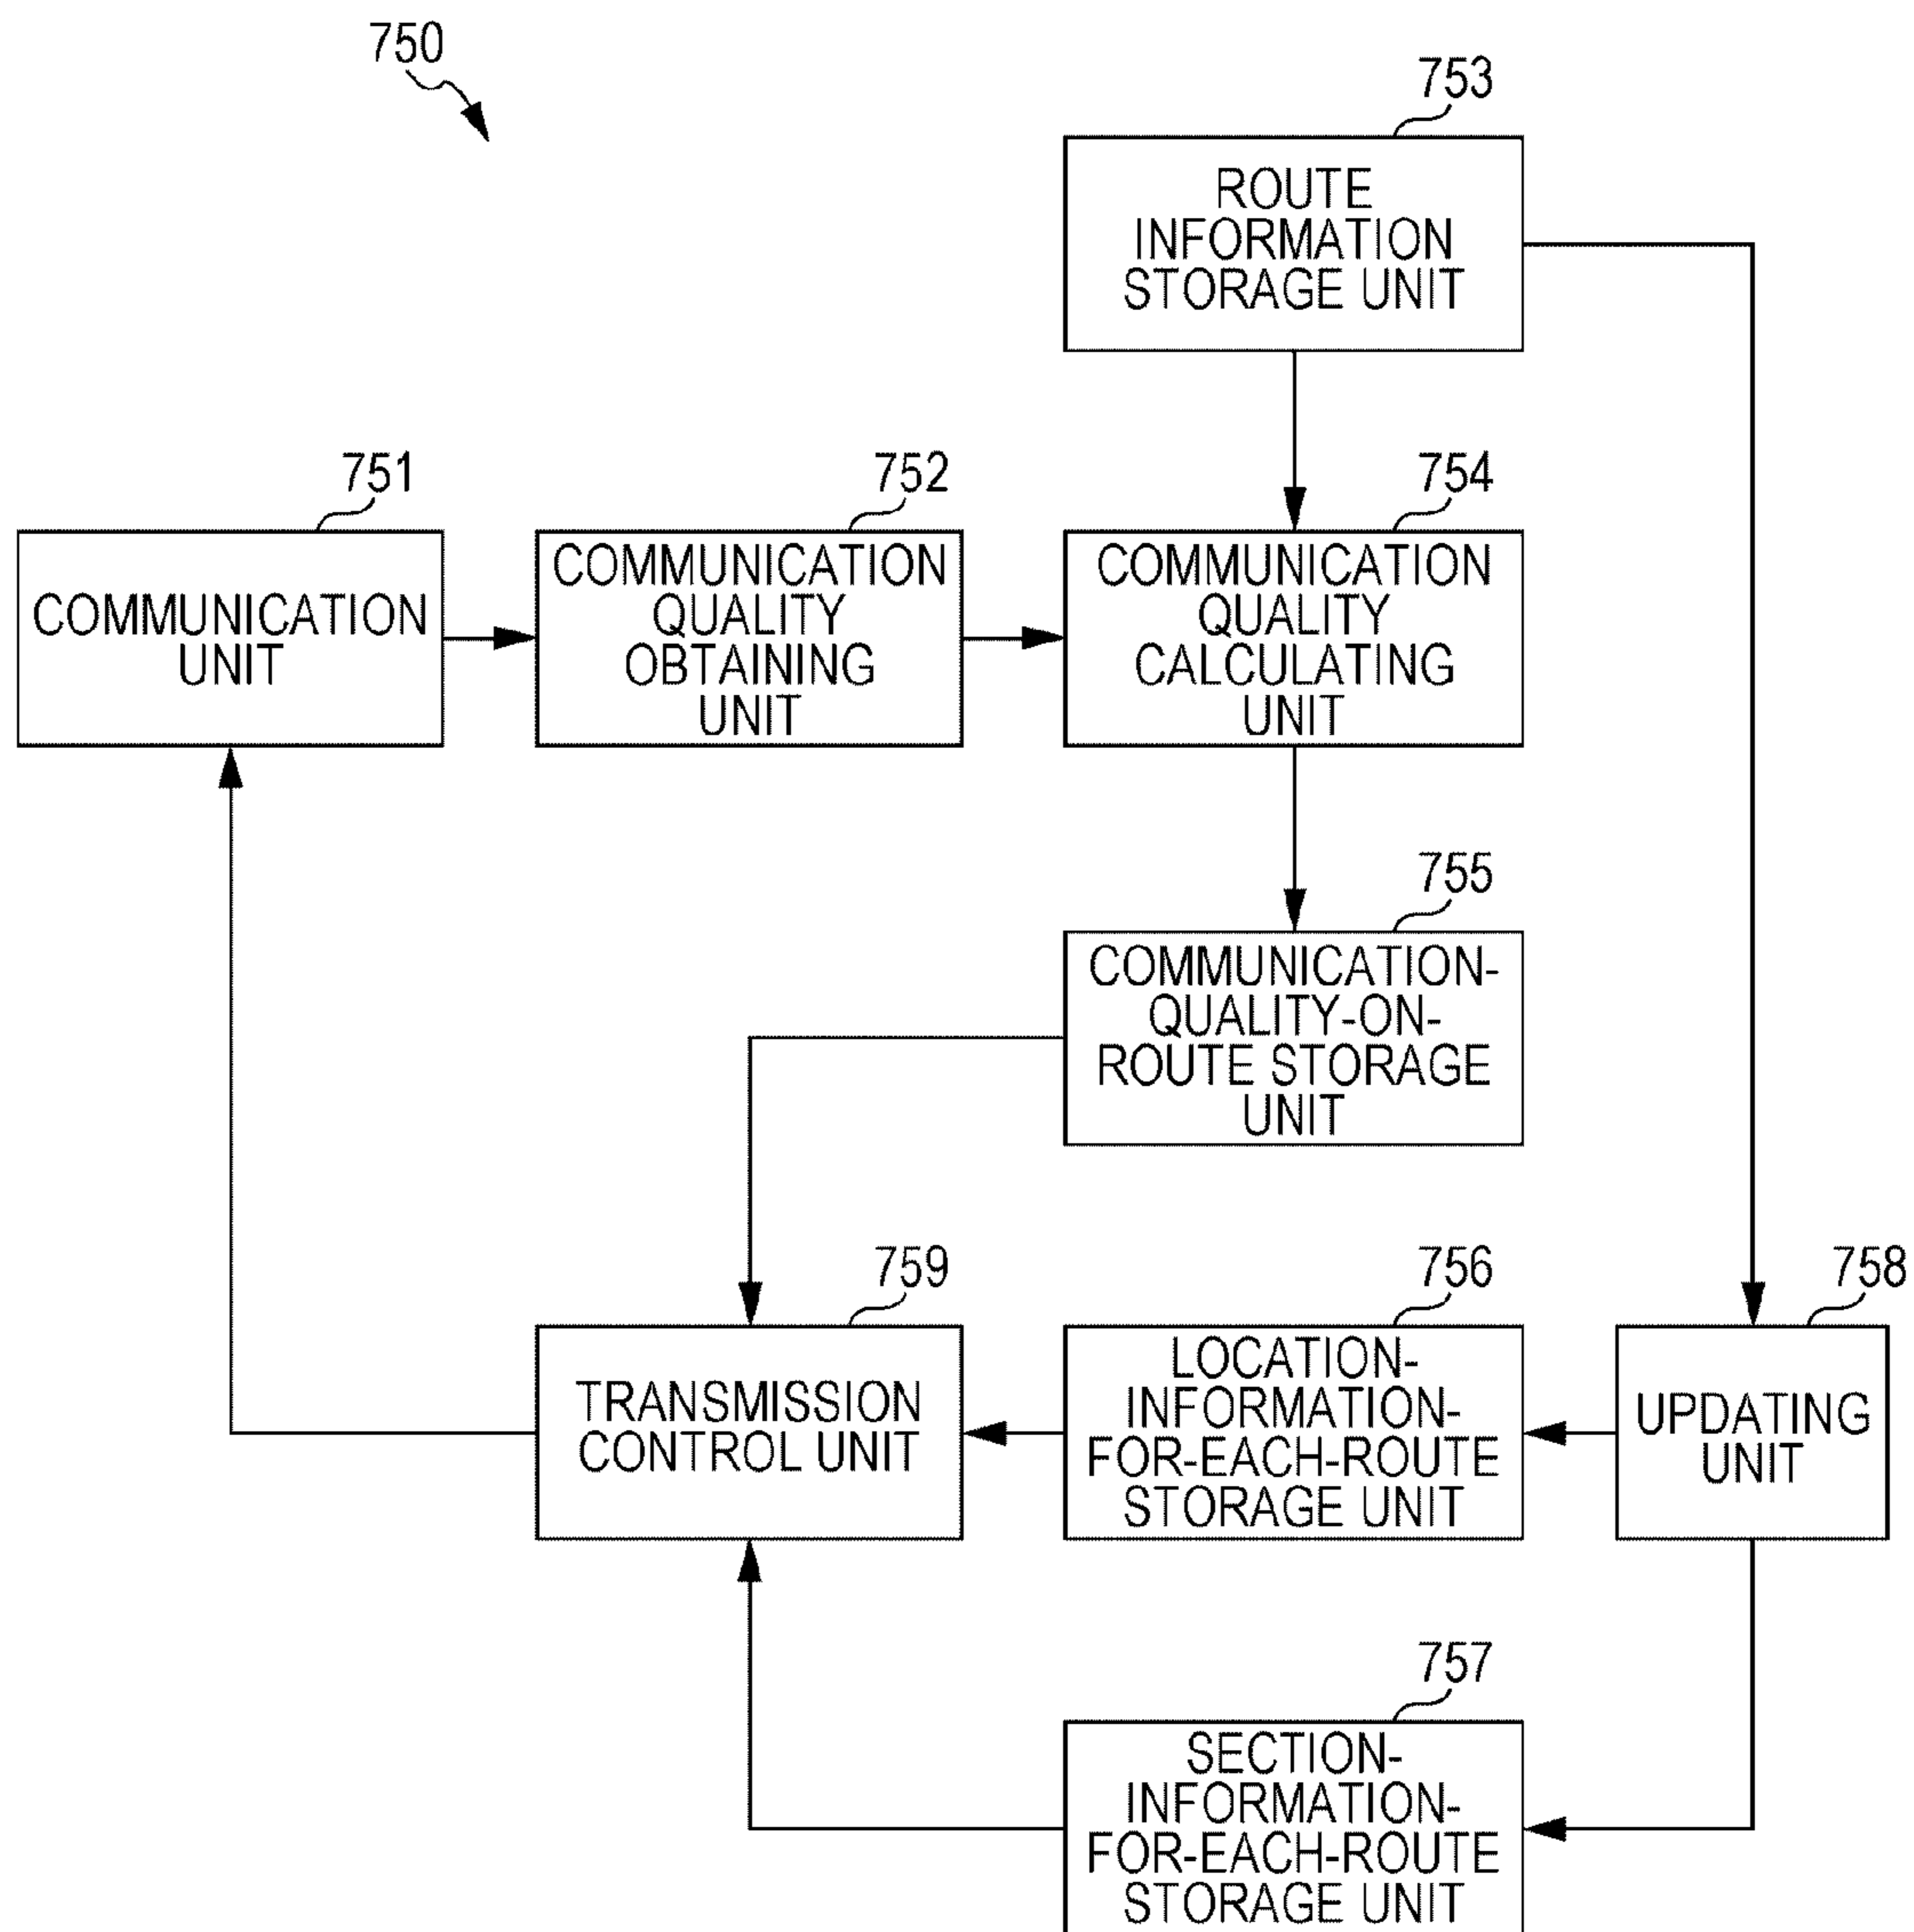 750
753
ROUTE
INFORMATION
STORAGE UNIT
751
COMMUNICATION
UNIT
752
COMMUNICATION
QUALITY
OBTAINING
UNIT
754
COMMUNICATION
QUALITY
CALCULATING
UNIT
755
COMMUNICATION-
QUALITY-ON-
ROUTE STORAGE
UNIT
759
TRANSMISSION
CONTROL UNIT
756
LOCATION-
INFORMATION-
FOR-EACH-ROUTE
STORAGE UNIT
758
UPDATING
UNIT
757
SECTION-
INFORMATION-
FOR-EACH-ROUTE
STORAGE UNIT